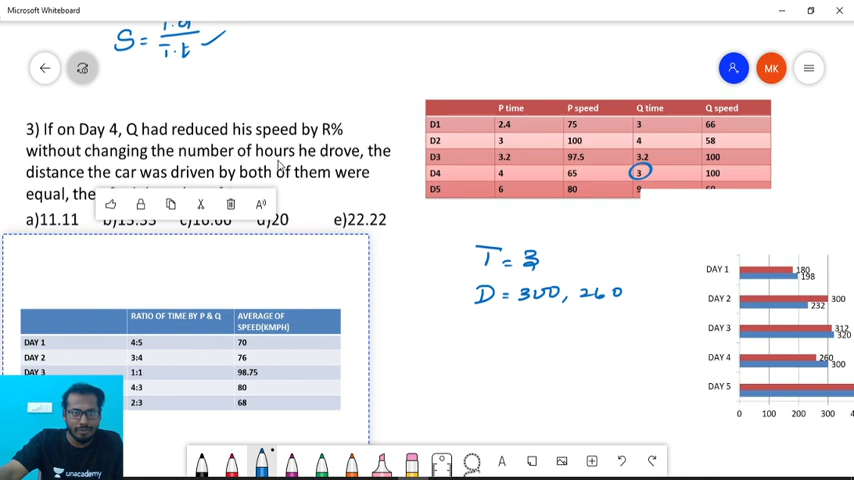 Microsoft Whiteboard
S = T.d
T.t
MK
3) If on Day 4, Q had reduced his speed by R%
without changing the number of hours he drove, the
distance the car was driven by both of them were
equal, the
a)11.11 c)16.66 d)20 e)22.22
P time P speed Q time Q speed
D1 2.4 75 3 66
D2 3 100 4 58
D3 3.2 97.5 3.2 100
D4 4 65 3 100
D5 6 80
T = 3
D = 300, 260
RATIO OF TIME BY P & Q AVERAGE OF SPEED(KMPH)
DAY 1 4:5 70
DAY 2 3:4 76
DAY 3 1:1 98.75
4:3 80
2:3 68
DAY 1 180 198
DAY 2 300 232
DAY 3 312 320
DAY 4 260 300
DAY 5
0 100 200 300 400
unacademy